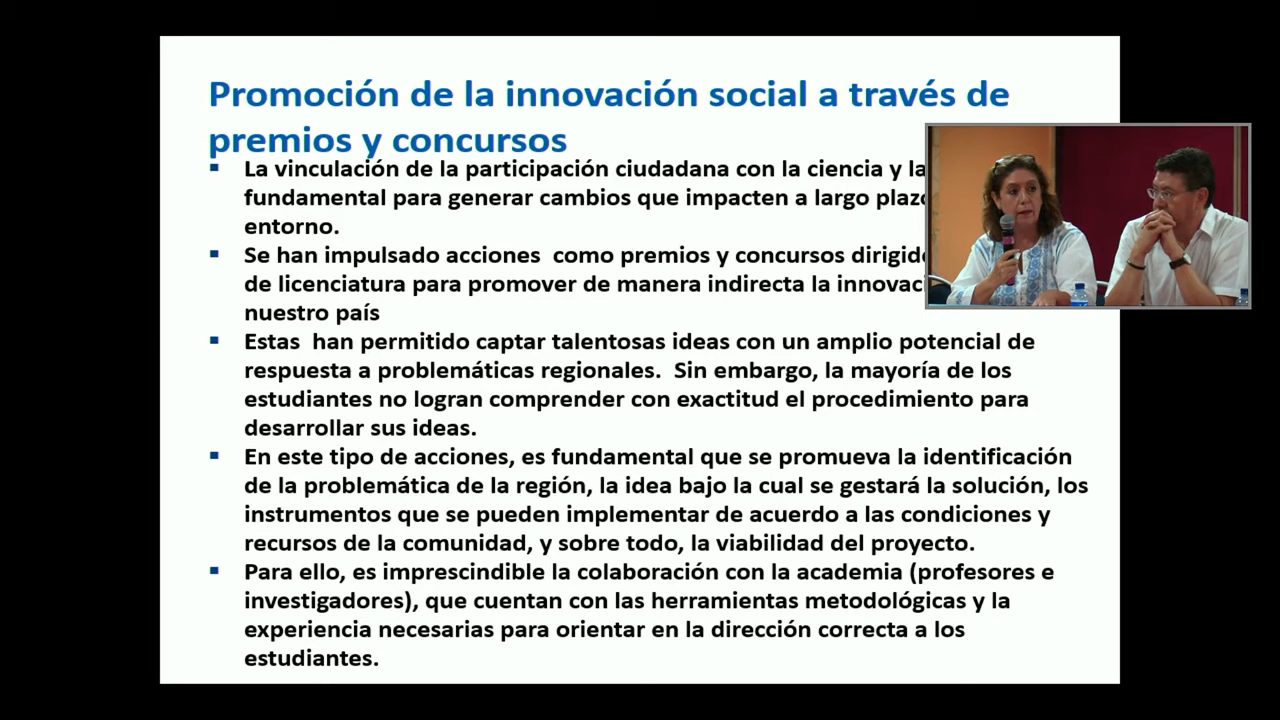 Promoción de la innovación social a través de
premios y concursos
▪ La vinculación de la participación ciudadana con la ciencia y la
fundamental para generar cambios que impacten a largo plazo
entorno.
▪ Se han impulsado acciones como premios y concursos
de licenciatura para promover de manera indirecta la
nuestro país
▪ Estas han permitido captar talentosas ideas con un amplio potencial de
respuesta a problemáticas regionales. Sin embargo, la mayoría de los
estudiantes no logran comprender con exactitud el procedimiento para
desarrollar sus ideas.
▪ En este tipo de acciones, es fundamental que se promueva la identificación
de la problemática de la región, la idea bajo la cual se gestará la solución, los
instrumentos que se pueden implementar de acuerdo a las condiciones y
recursos de la comunidad, y sobre todo, la viabilidad del proyecto.
▪ Para ello, es imprescindible la colaboración con la academia (profesores e
investigadores), que cuentan con las herramientas metodológicas y la
experiencia necesarias para orientar en la dirección correcta a los
estudiantes.